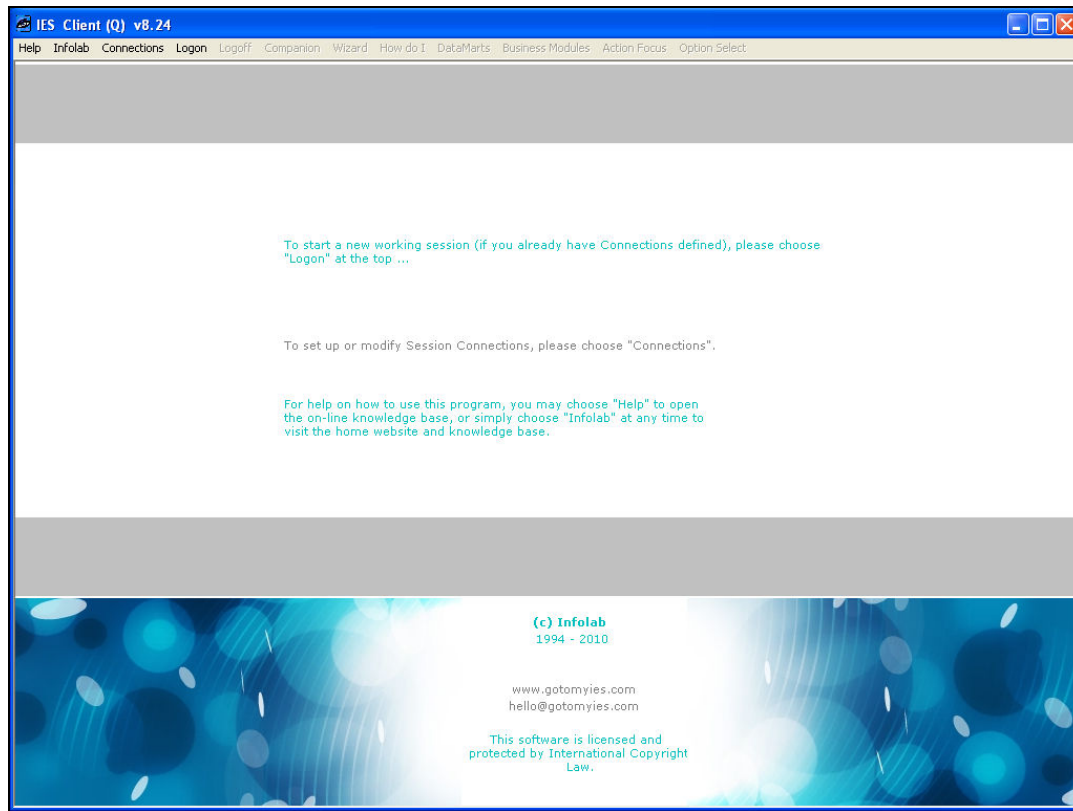 IES Client (Q) v8.24
Help Infolab Connections Logon Logoff Companion Wizard How do I DataMarts Business Modules Action Focus Option Select
To start a new working session (if you already have Connections defined), please choose
"Logon" at the top ...
To set up or modify Session Connections, please choose "Connections".
For help on how to use this program, you may choose "Help" to open
the on-line knowledge base, or simply choose "Infolab" at any time to
visit the home website and knowledge base.
(c) Infolab
1994 - 2010
www.gotomyies.com
hello@gotomyies.com
This software is licensed and
protected by International Copyright
Law.